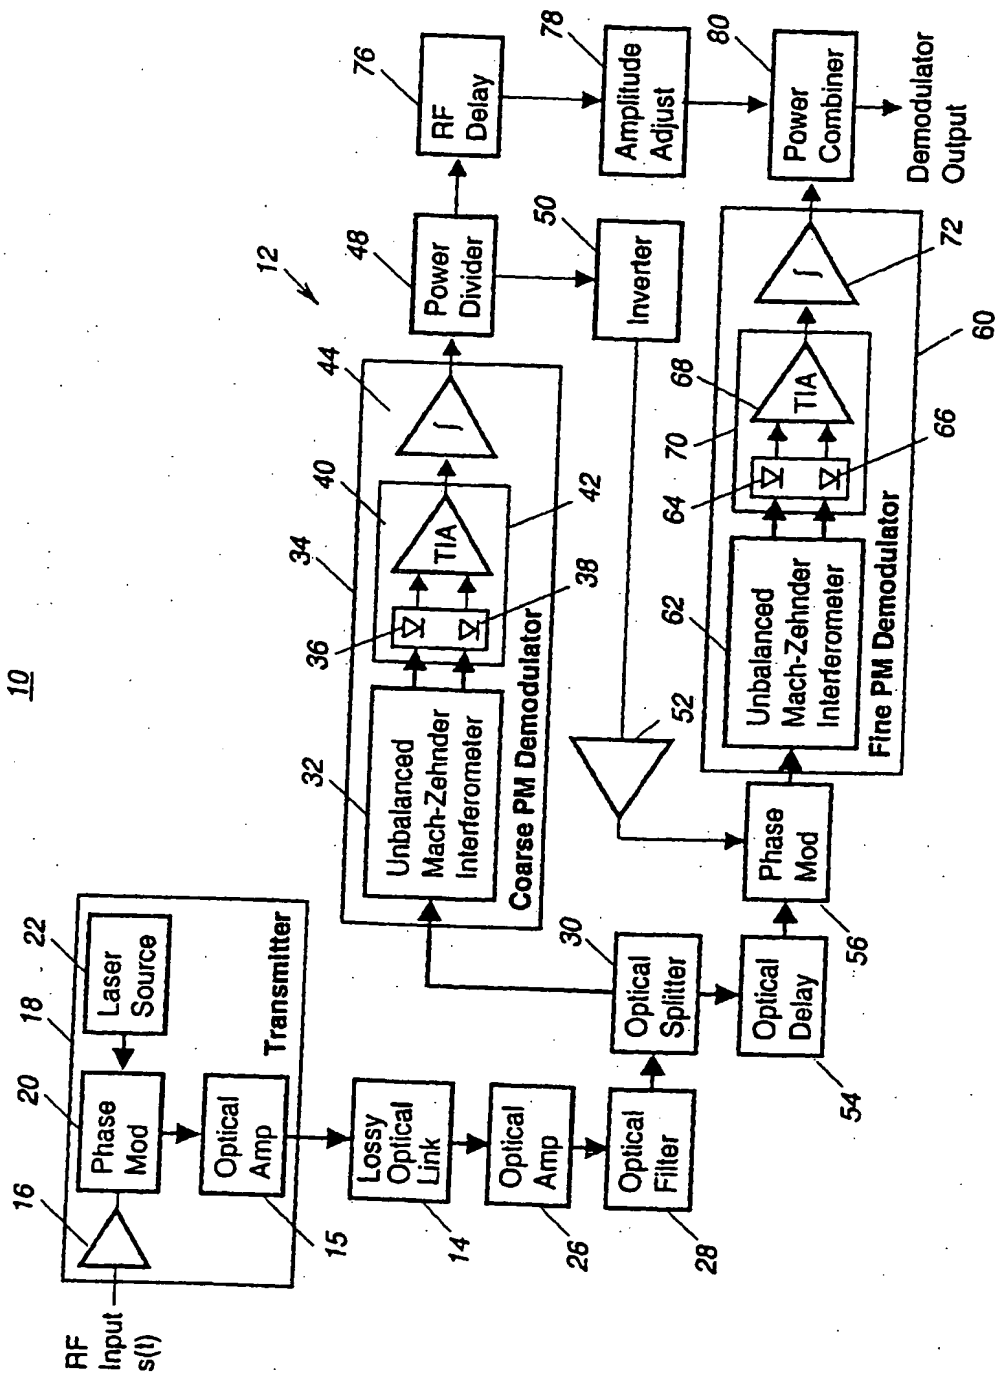 10
RF
Input
s(t)
16
20
Phase
Mod
22
Laser
Source
18
Optical
Amp
15
Transmitter
Lossy
Optical
Link
14
Optical
Amp
26
Optical
Filter
28
Optical
Splitter
30
12
32
Unbalanced
Mach-Zehnder
Interferometer
34
36
38
40
TIA
42
44
∫
Coarse PM Demodulator
48
Power
Divider
76
RF
Delay
78
Amplitude
Adjust
80
Power
Combiner
Demodulator
Output
50
Inverter
52
Optical
Delay
54
Phase
Mod
56
62
Unbalanced
Mach-Zehnder
Interferometer
64
66
68
TIA
70
∫
72
Fine PM Demodulator
60